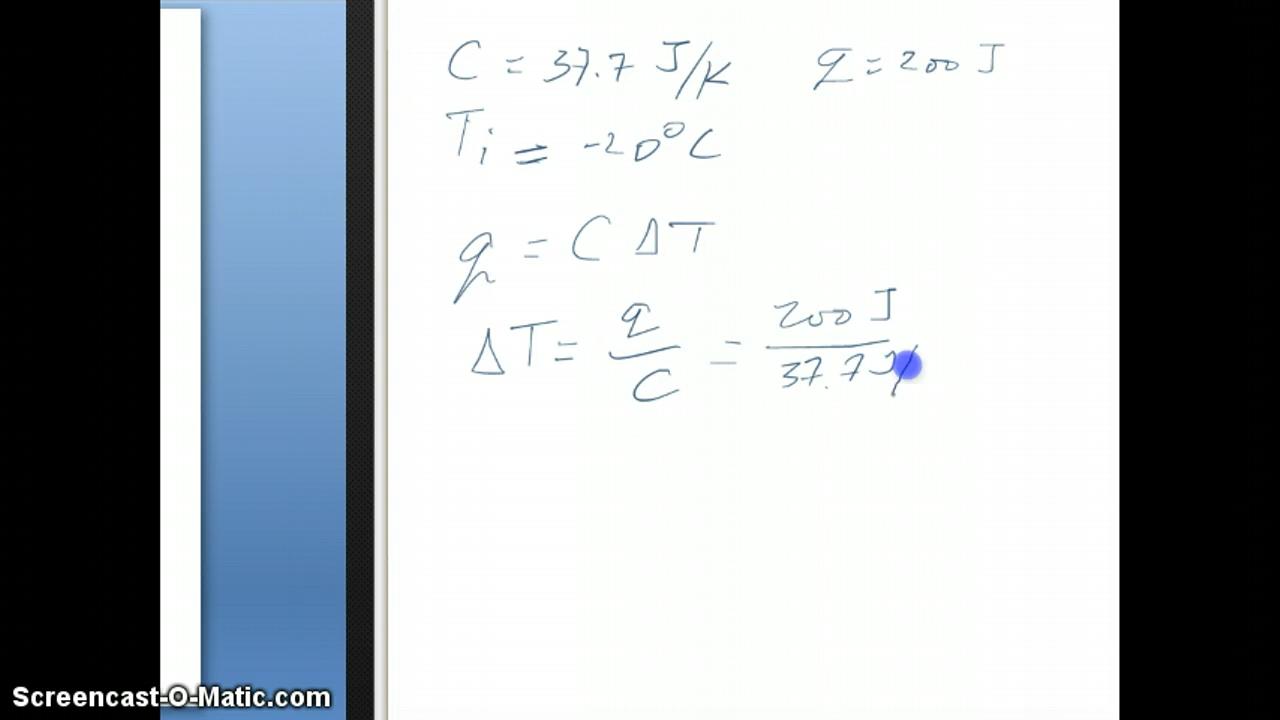 C = 37.7 J/K q = 200 J
Ti = -20°C
q = C ΔT
ΔT = q/C = 200 J / 37.7 J/
Screencast-O-Matic.com